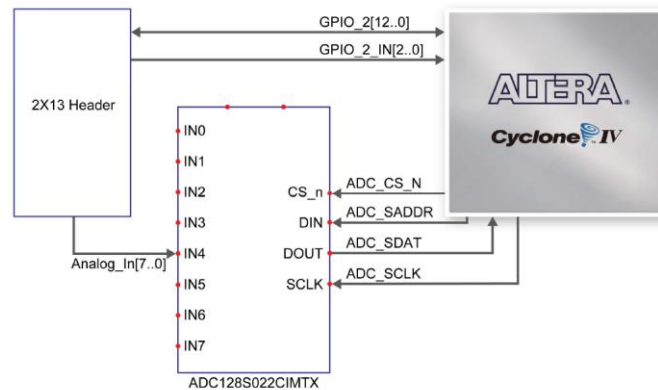 GPIO_2[12..0]
GPIO_2_IN[2..0]
2X13 Header
ALTERA®
Cyclone™ IV
IN0
IN1
IN2
IN3
IN4
IN5
IN6
IN7
CS_n
DIN
DOUT
SCLK
ADC_CS_N
ADC_SADDR
ADC_SDAT
ADC_SCLK
Analog_In[7..0]
ADC128S022CIMTX